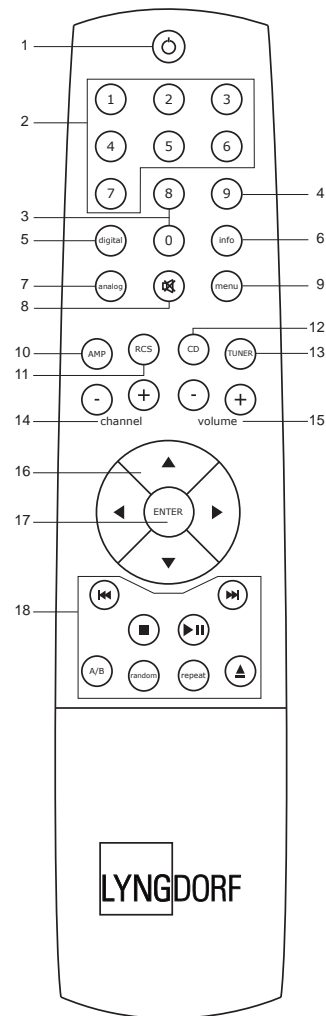 1
1 2 3
2
4 5 6
7 8 9 4
3
5 digital 0 info 6
7 analog menu 9
8
12
10 AMP RCS CD TUNER 13
11
- + - +
14 channel volume 15
16
17 ENTER
18
A/B random repeat
LYNGDORF